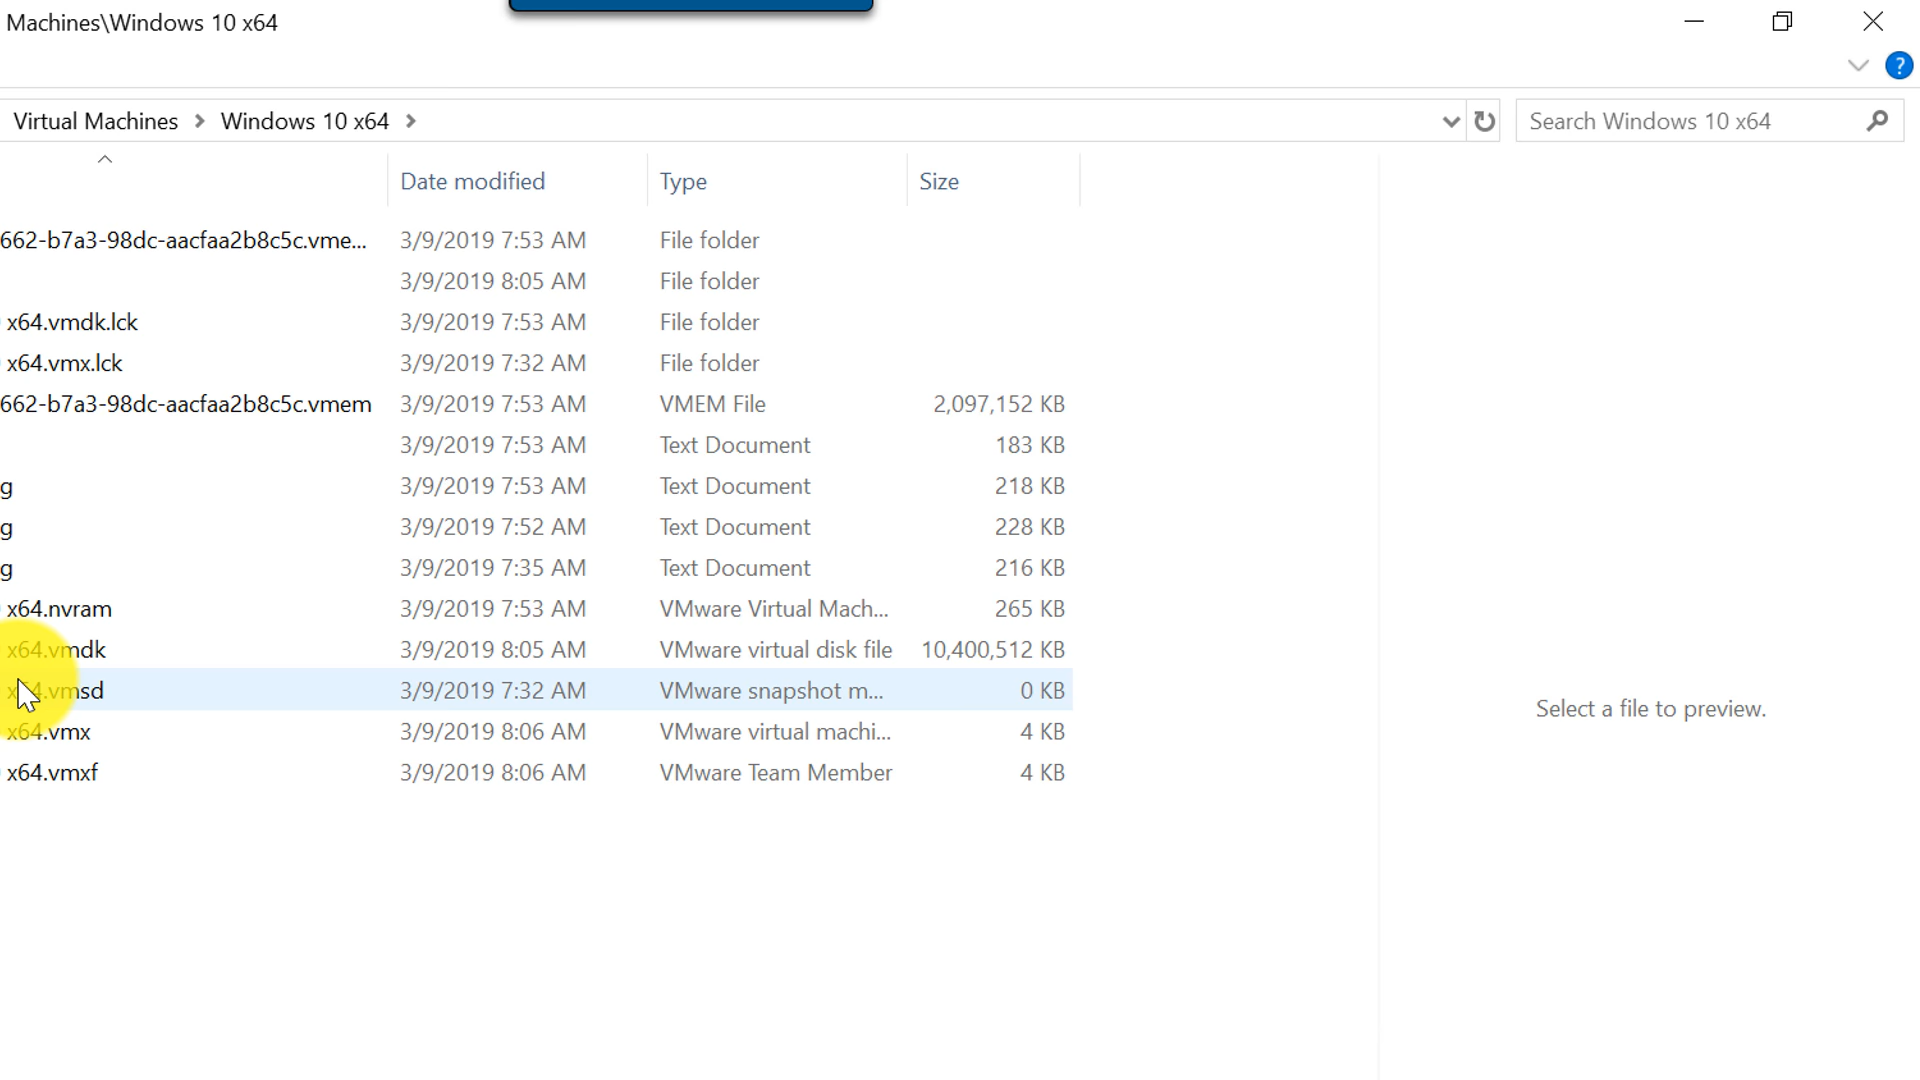 Machines\Windows 10 x64
?
Virtual Machines > Windows 10 x64 >
Search Windows 10 x64
Date modified Type Size
662-b7a3-98dc-aacfaa2b8c5c.vme... 3/9/2019 7:53 AM File folder
3/9/2019 8:05 AM File folder
x64.vmdk.lck 3/9/2019 7:53 AM File folder
x64.vmx.lck 3/9/2019 7:32 AM File folder
662-b7a3-98dc-aacfaa2b8c5c.vmem 3/9/2019 7:53 AM VMEM File 2,097,152 KB
3/9/2019 7:53 AM Text Document 183 KB
g 3/9/2019 7:53 AM Text Document 218 KB
g 3/9/2019 7:52 AM Text Document 228 KB
g 3/9/2019 7:35 AM Text Document 216 KB
x64.nvram 3/9/2019 7:53 AM VMware Virtual Mach... 265 KB
x64.vmdk 3/9/2019 8:05 AM VMware virtual disk file 10,400,512 KB
x64.vmsd 3/9/2019 7:32 AM VMware snapshot m... 0 KB
x64.vmx 3/9/2019 8:06 AM VMware virtual machi... 4 KB
x64.vmxf 3/9/2019 8:06 AM VMware Team Member 4 KB
Select a file to preview.